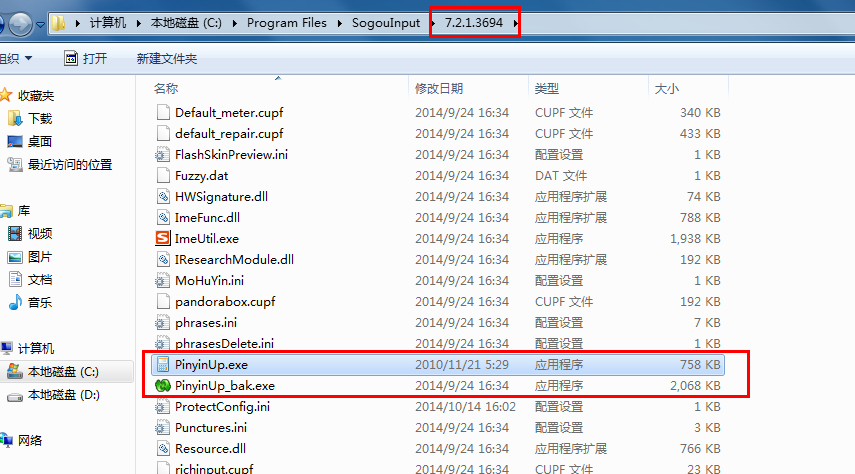 计算机 本地磁盘 (C:) Program Files SogouInput 7.2.1.3694
组织 打开 新建文件夹
收藏夹
下载
桌面
最近访问的位置
库
视频
图片
文档
音乐
计算机
本地磁盘 (C:)
本地磁盘 (D:)
网络
名称 修改日期 类型 大小
Default_meter.cupf 2014/9/24 16:34 CUPF 文件 340 KB
default_repair.cupf 2014/9/24 16:34 CUPF 文件 433 KB
FlashSkinPreview.ini 2014/9/24 16:34 配置设置 1 KB
Fuzzy.dat 2014/9/24 16:34 DAT 文件 1 KB
HWSignature.dll 2014/9/24 16:34 应用程序扩展 74 KB
ImeFunc.dll 2014/9/24 16:34 应用程序扩展 788 KB
ImeUtil.exe 2014/9/24 16:34 应用程序 1,938 KB
IResearchModule.dll 2014/9/24 16:34 应用程序扩展 192 KB
MoHuYin.ini 2014/9/24 16:34 配置设置 1 KB
pandorabox.cupf 2014/9/24 16:34 CUPF 文件 192 KB
phrases.ini 2014/9/24 16:34 配置设置 7 KB
phrasesDelete.ini 2014/9/24 16:34 配置设置 1 KB
PinyinUp.exe 2010/11/21 5:29 应用程序 758 KB
PinyinUp_bak.exe 2014/9/24 16:34 应用程序 2,068 KB
ProtectConfig.ini 2014/10/14 16:02 配置设置 1 KB
Punctures.ini 2014/9/24 16:34 配置设置 3 KB
Resource.dll 2014/9/24 16:34 应用程序扩展 766 KB
richinput.cupf 2014/9/24 16:34 CUPF 文件 23 KB